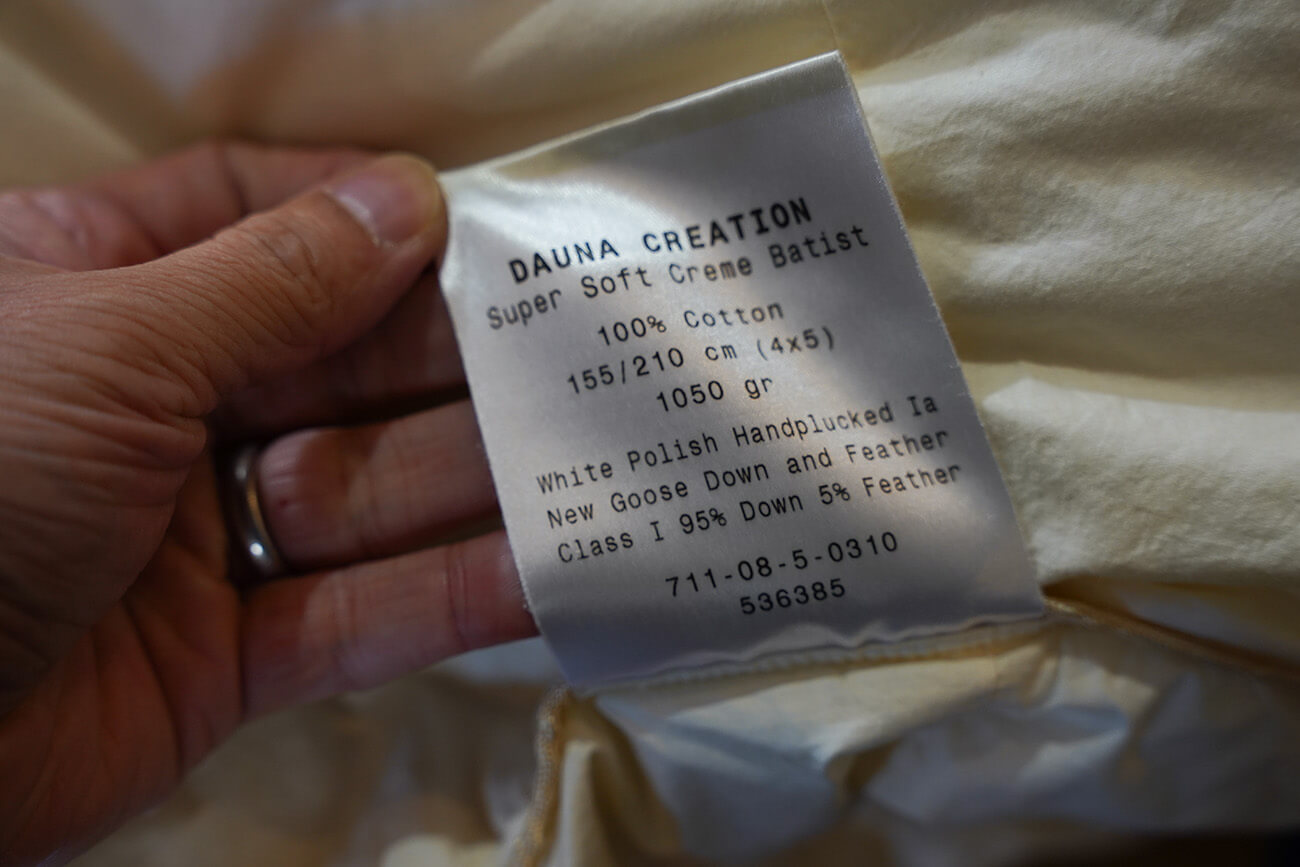 DAUNA CREATION
Super Soft Creme Batist
100% Cotton
155/210 cm (4x5)
1050 gr
White Polish Handplucked Ia
New Goose Down and Feather
Class I 95% Down 5% Feather
711-08-5-0310
536385